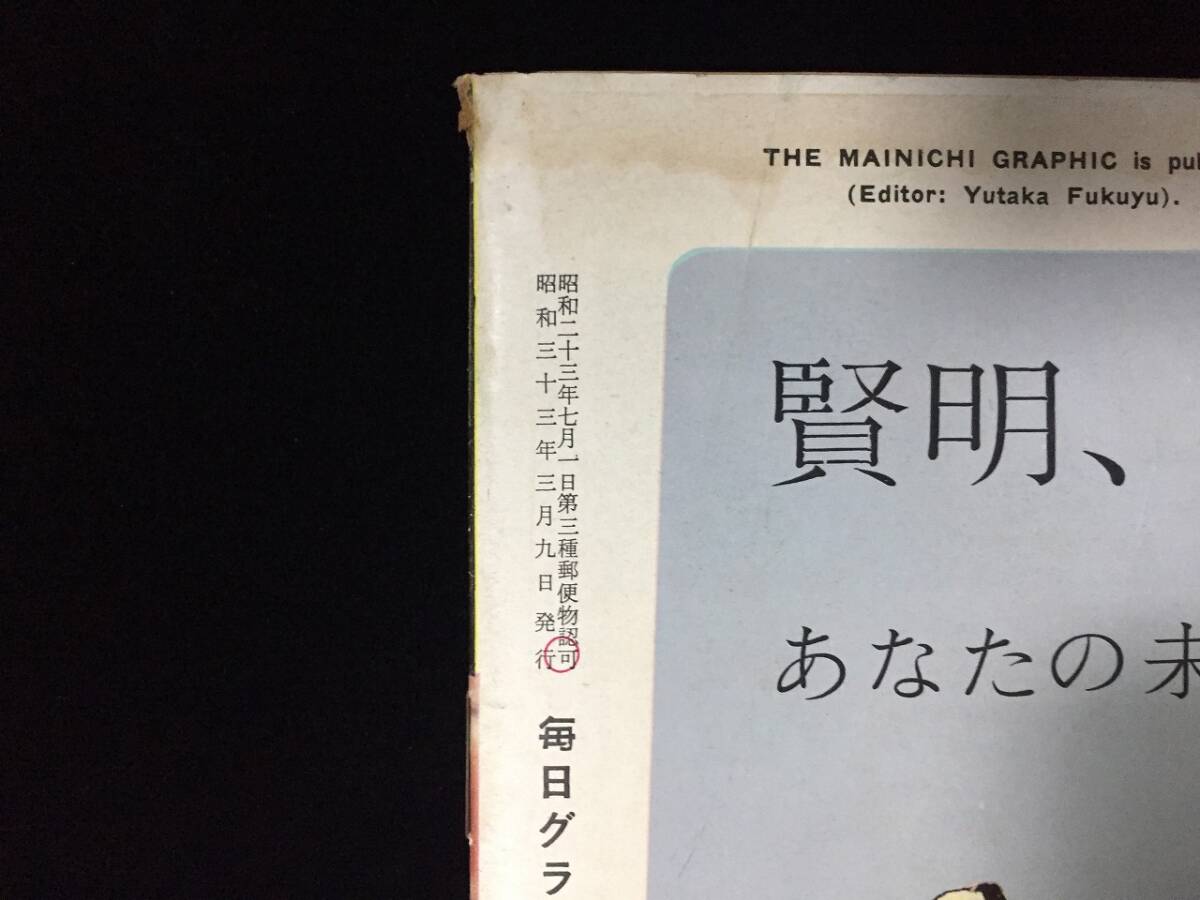 THE MAINICHI GRAPHIC is pul
(Editor: Yutaka Fukuyu).
昭和二十三年七月一日第三種郵便物認可
昭和三十三年三月九日発行
毎日グラ
賢明、
あなたの未